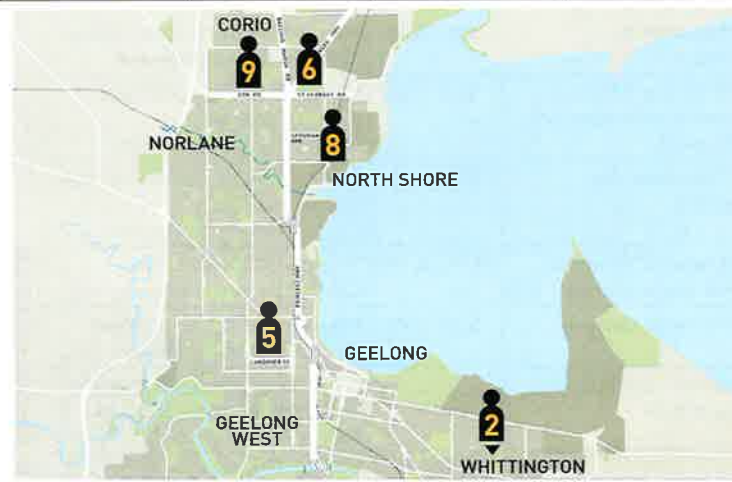 CORIO
9
6
NORLANE
8
NORTH SHORE
5
GEELONG
GEELONG
WEST
2
WHITTINGTON